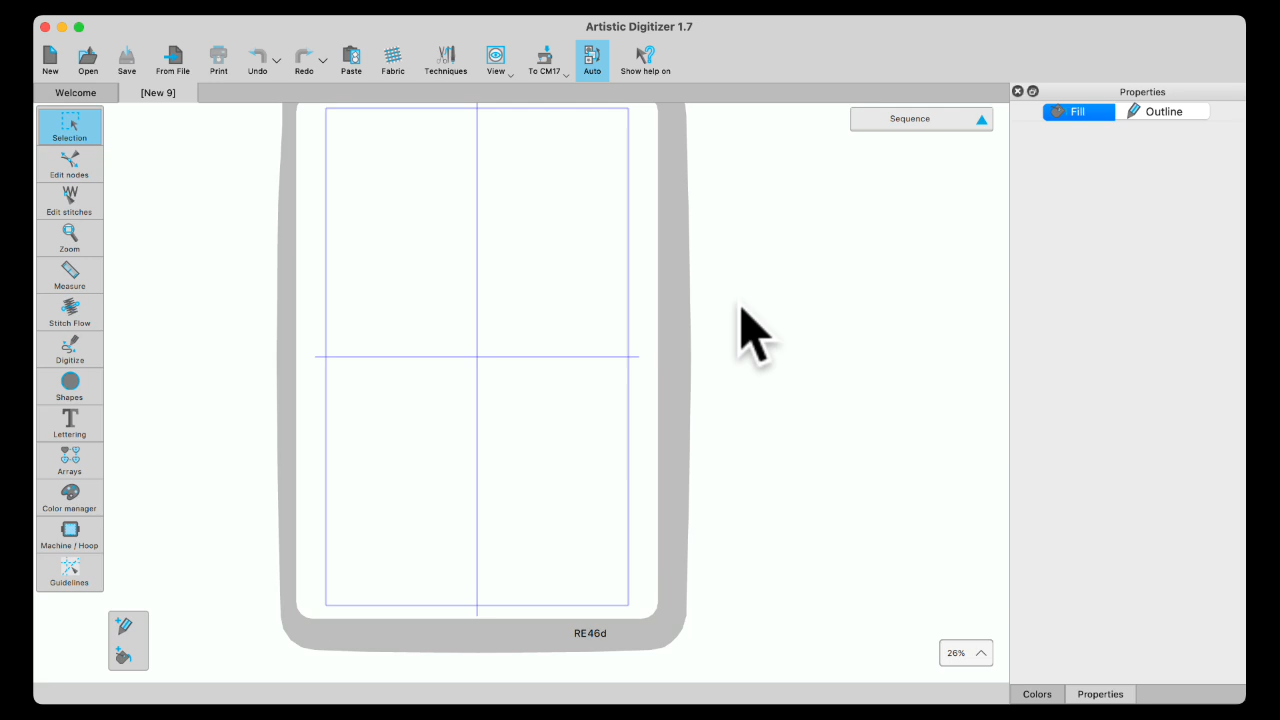 Artistic Digitizer 1.7
New Open Save From File Print Undo Redo Paste Fabric Techniques View To CM17 Auto Show help on
Welcome [New 9]
Properties
Fill Outline
Sequence
Selection
Edit nodes
Edit stitches
Zoom
Measure
Stitch Flow
Digitize
Shapes
Lettering
Arrays
Color manager
Machine / Hoop
Guidelines
RE46d
26%
Colors Properties